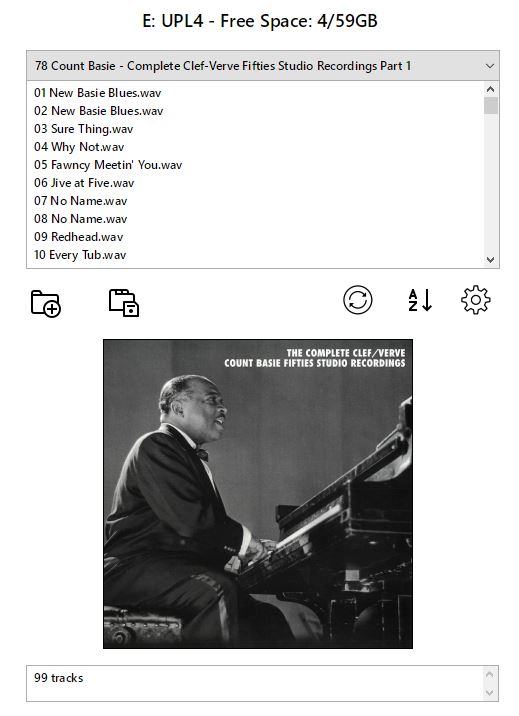 E: UPL4 - Free Space: 4/59GB
78 Count Basie - Complete Clef-Verve Fifties Studio Recordings Part 1
01 New Basie Blues.wav
02 New Basie Blues.wav
03 Sure Thing.wav
04 Why Not.wav
05 Fawncy Meetin' You.wav
06 Jive at Five.wav
07 No Name.wav
08 No Name.wav
09 Redhead.wav
10 Every Tub.wav
A
Z
THE COMPLETE CLEF/VERVE
COUNT BASIE FIFTIES STUDIO RECORDINGS
99 tracks